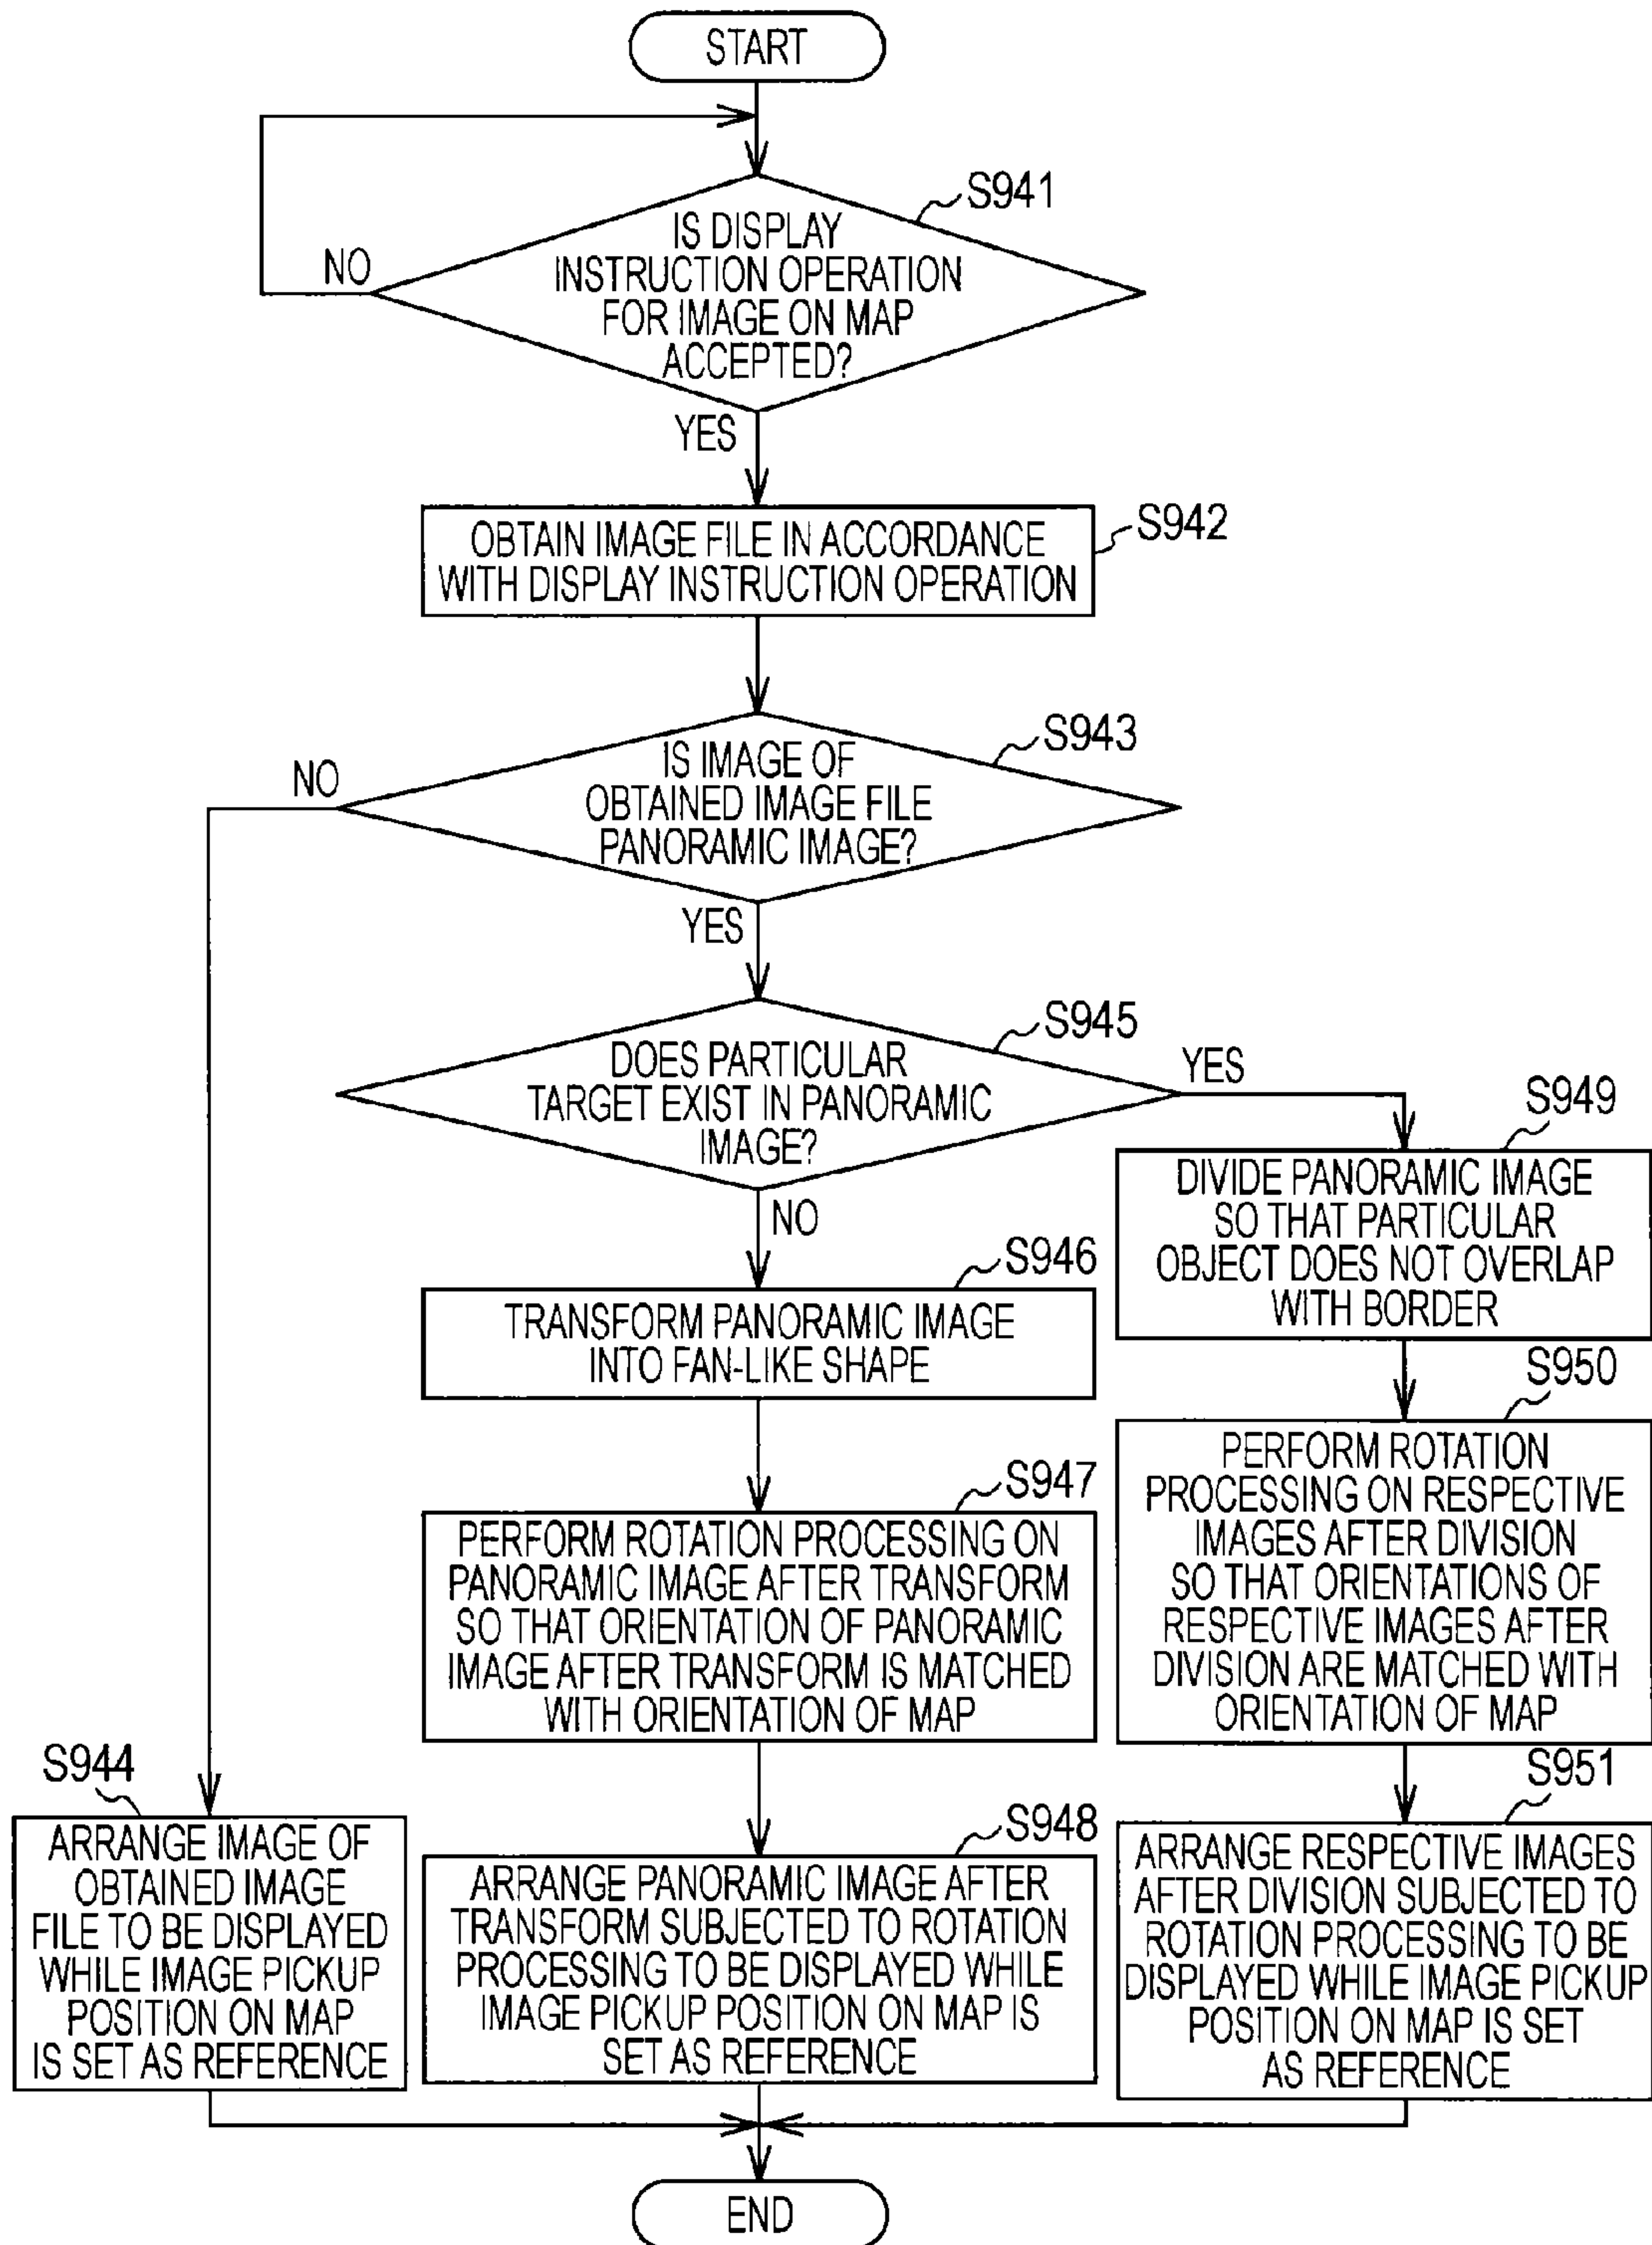 START
S941
IS DISPLAY
INSTRUCTION OPERATION
FOR IMAGE ON MAP
ACCEPTED?
NO
YES
S942
OBTAIN IMAGE FILE IN ACCORDANCE
WITH DISPLAY INSTRUCTION OPERATION
S943
IS IMAGE OF
OBTAINED IMAGE FILE
PANORAMIC IMAGE?
NO
YES
S945
DOES PARTICULAR
TARGET EXIST IN PANORAMIC
IMAGE?
YES
NO
S949
DIVIDE PANORAMIC IMAGE
SO THAT PARTICULAR
OBJECT DOES NOT OVERLAP
WITH BORDER
S946
TRANSFORM PANORAMIC IMAGE
INTO FAN-LIKE SHAPE
S950
PERFORM ROTATION
PROCESSING ON RESPECTIVE
IMAGES AFTER DIVISION
SO THAT ORIENTATIONS OF
RESPECTIVE IMAGES AFTER
DIVISION ARE MATCHED WITH
ORIENTATION OF MAP
S947
PERFORM ROTATION PROCESSING ON
PANORAMIC IMAGE AFTER TRANSFORM
SO THAT ORIENTATION OF PANORAMIC
IMAGE AFTER TRANSFORM IS MATCHED
WITH ORIENTATION OF MAP
S944
ARRANGE IMAGE OF
OBTAINED IMAGE
FILE TO BE DISPLAYED
WHILE IMAGE PICKUP
POSITION ON MAP
IS SET AS REFERENCE
S948
ARRANGE PANORAMIC IMAGE AFTER
TRANSFORM SUBJECTED TO ROTATION
PROCESSING TO BE DISPLAYED WHILE
IMAGE PICKUP POSITION ON MAP IS
SET AS REFERENCE
S951
ARRANGE RESPECTIVE IMAGES
AFTER DIVISION SUBJECTED TO
ROTATION PROCESSING TO BE
DISPLAYED WHILE IMAGE PICKUP
POSITION ON MAP IS SET
AS REFERENCE
END